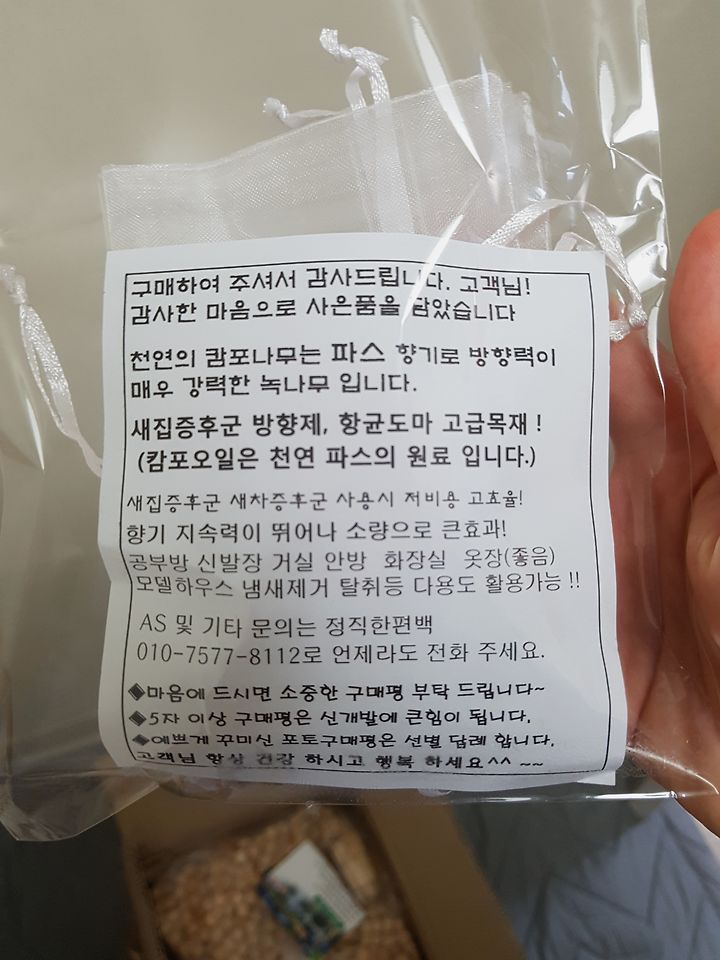 구매하여 주셔서 감사드립니다. 고객님!
감사한 마음으로 사은품을 담았습니다
천연의 캄포나무는 파스 향기로 방향력이
매우 강력한 녹나무 입니다.
새집증후군 방향제, 항균도마 고급목재 !
(캄포오일은 천연 파스의 원료 입니다.)
새집증후군 새차증후군 사용시 저비용 고효율!
향기 지속력이 뛰어나 소량으로 큰효과!
공부방 신발장 거실 안방 화장실 옷장(좋음)
모델하우스 냄새제거 탈취등 다용도 활용가능 !!
AS 및 기타 문의는 정직한편백
010-7577-8112로 언제라도 전화 주세요.
◈마음에 드시면 소중한 구매평 부탁 드립니다~
◈5자 이상 구매평은 신개발에 큰힘이 됩니다.
◈예쁘게 꾸미신 포토구매평은 선별 답례 합니다.
고객님 항상 건강 하시고 행복 하세요^^ ~~